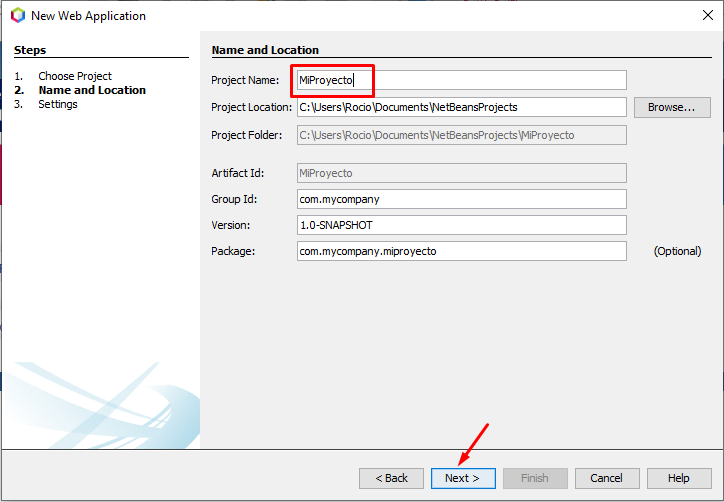 New Web Application
Steps
1. Choose Project
2. Name and Location
3. Settings
Name and Location
Project Name: MiProyecto
Project Location: C:\Users\Rocio\Documents\NetBeansProjects Browse...
Project Folder: C:\Users\Rocio\Documents\NetBeansProjects\MiProyecto
Artifact Id: MiProyecto
Group Id: com.mycompany
Version: 1.0-SNAPSHOT
Package: com.mycompany.miproyecto (Optional)
< Back Next > Finish Cancel Help